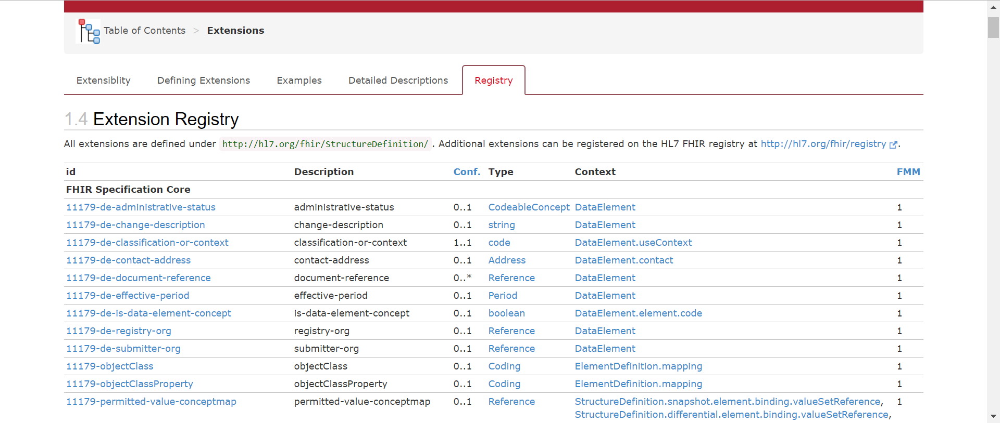 Table of Contents > Extensions
Extensiblity Defining Extensions Examples Detailed Descriptions Registry
1.4 Extension Registry
All extensions are defined under http://hl7.org/fhir/StructureDefinition/ . Additional extensions can be registered on the HL7 FHIR registry at http://hl7.org/fhir/registry .
id Description Conf. Type Context FMM
FHIR Specification Core
11179-de-administrative-status administrative-status 0..1 CodeableConcept DataElement 1
11179-de-change-description change-description 0..1 string DataElement 1
11179-de-classification-or-context classification-or-context 1..1 code DataElement.useContext 1
11179-de-contact-address contact-address 0..1 Address DataElement.contact 1
11179-de-document-reference document-reference 0..* Reference DataElement 1
11179-de-effective-period effective-period 0..1 Period DataElement 1
11179-de-is-data-element-concept is-data-element-concept 0..1 boolean DataElement.element.code 1
11179-de-registry-org registry-org 0..1 Reference DataElement 1
11179-de-submitter-org submitter-org 0..1 Reference DataElement 1
11179-objectClass objectClass 0..1 Coding ElementDefinition.mapping 1
11179-objectClassProperty objectClassProperty 0..1 Coding ElementDefinition.mapping 1
11179-permitted-value-conceptmap permitted-value-conceptmap 0..1 Reference StructureDefinition.snapshot.element.binding.valueSetReference, 1
StructureDefinition.differential.element.binding.valueSetReference,